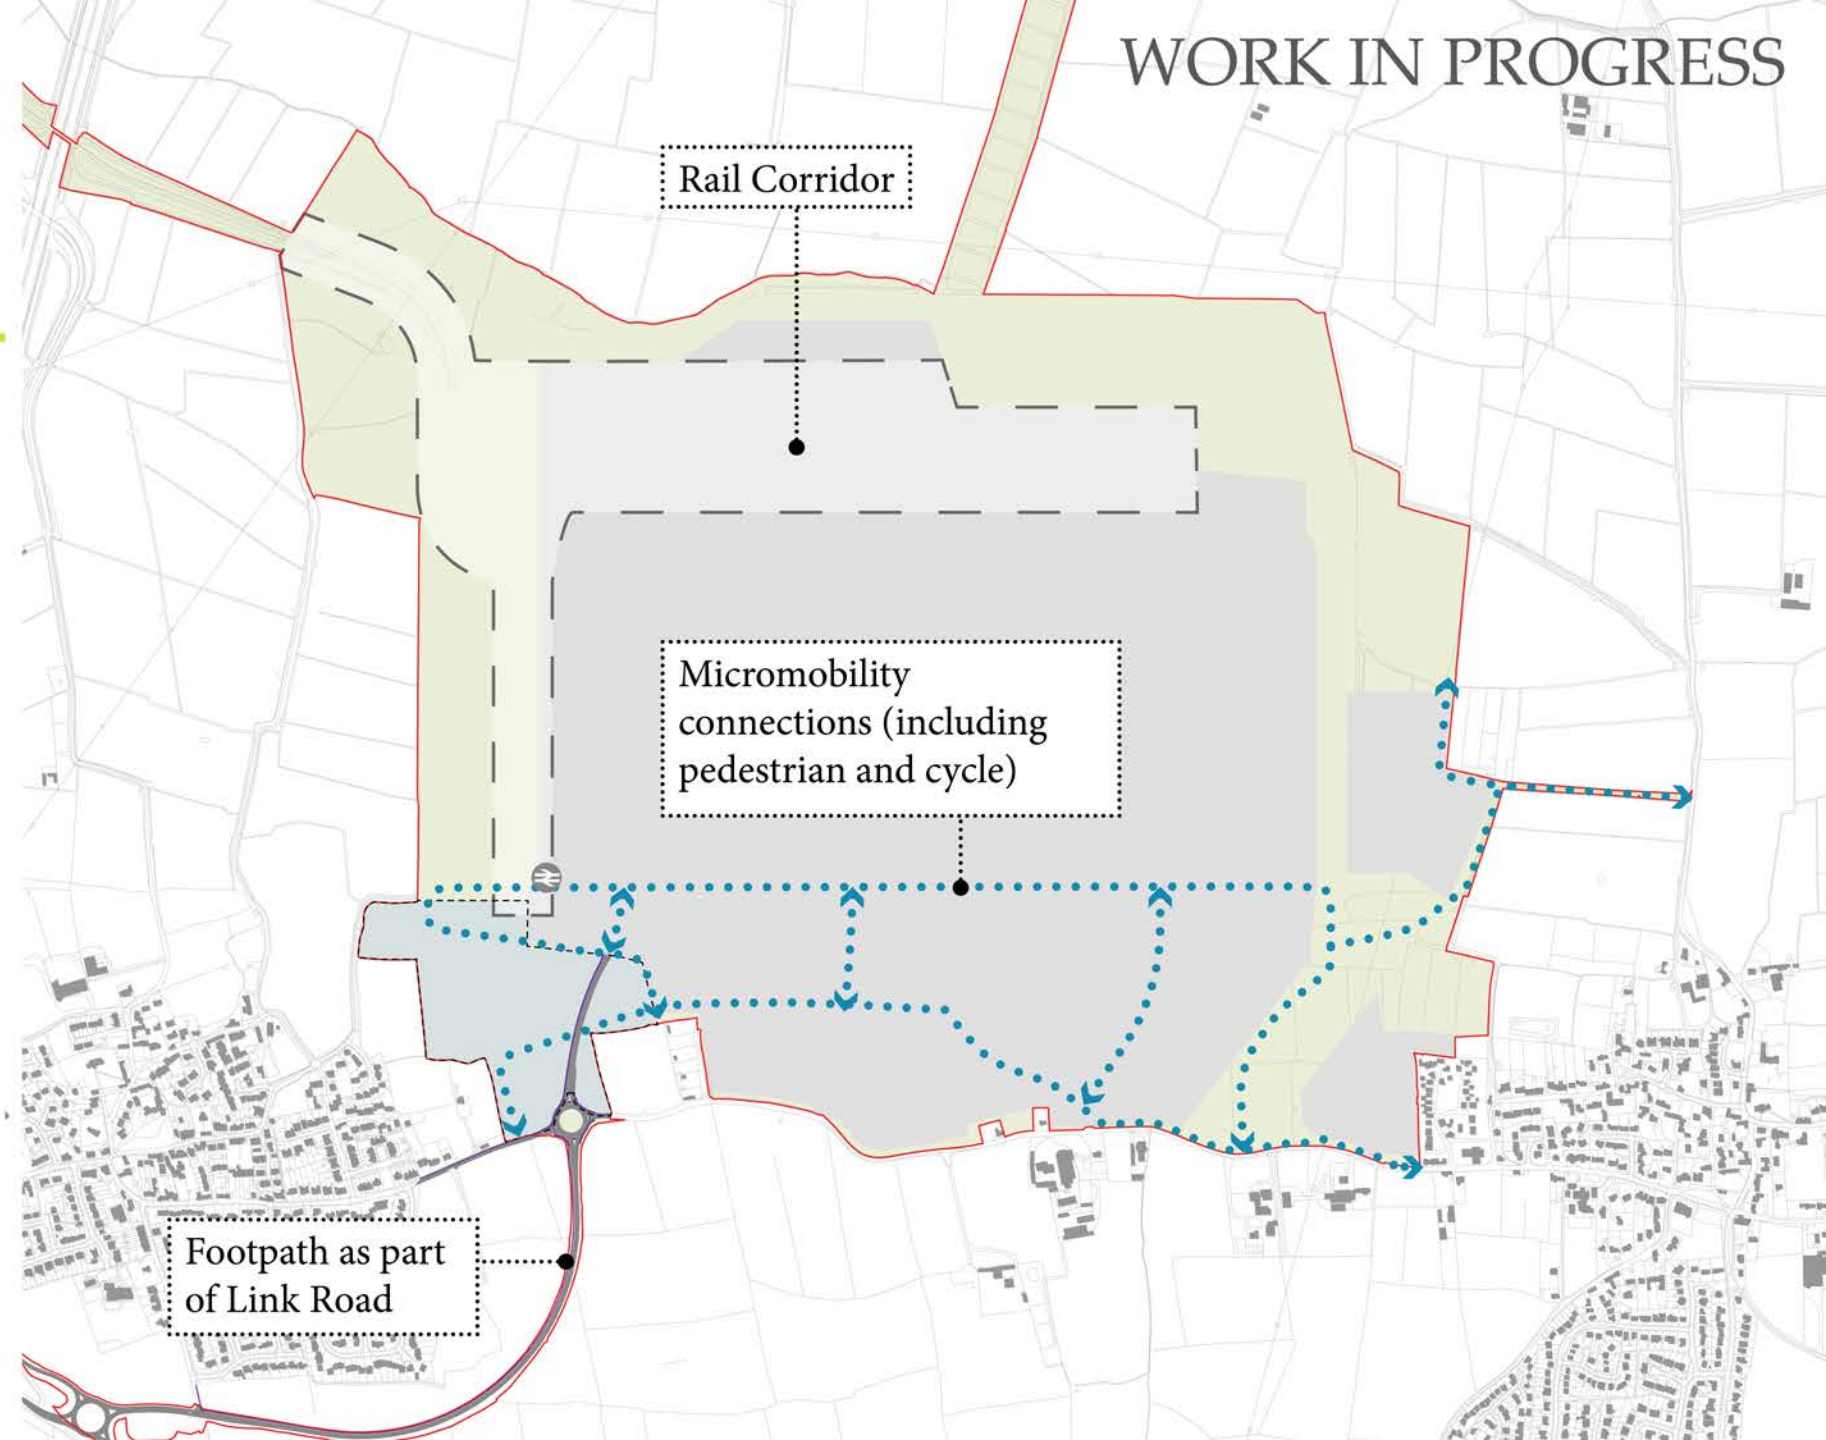 WORK IN PROGRESS
Rail Corridor
Micromobility
connections (including
pedestrian and cycle)
Footpath as part
of Link Road